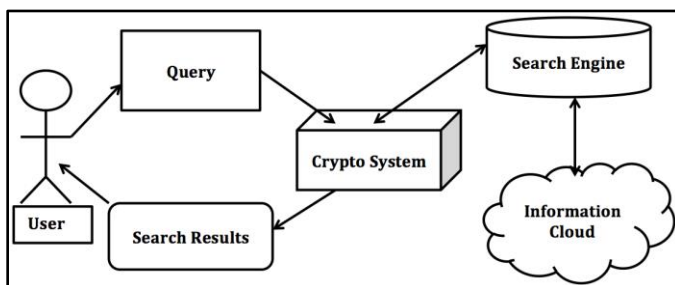 Query
Search Engine
Crypto System
User
Search Results
Information
Cloud